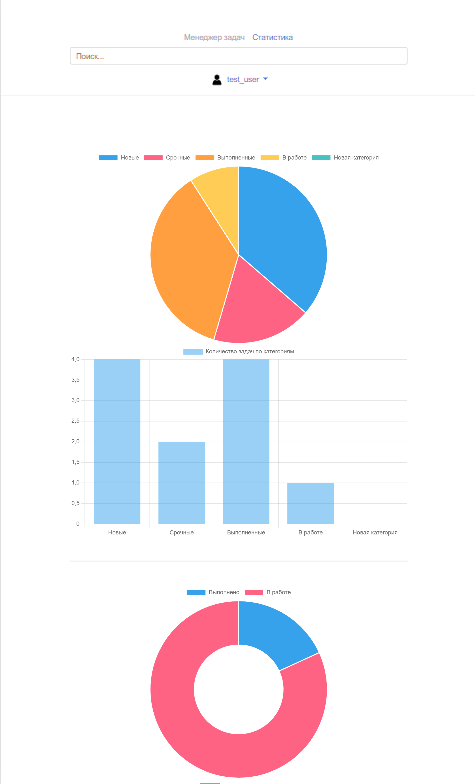 Менеджер задач Статистика
Поиск...
test_user
Новые Срочные Выполненные В работе Новая категория
Количество задач по категориям
4,0
3,5
3,0
2,5
2,0
1,5
1,0
0,5
0
Новые Срочные Выполненные В работе Новая категория
Выполнено В работе